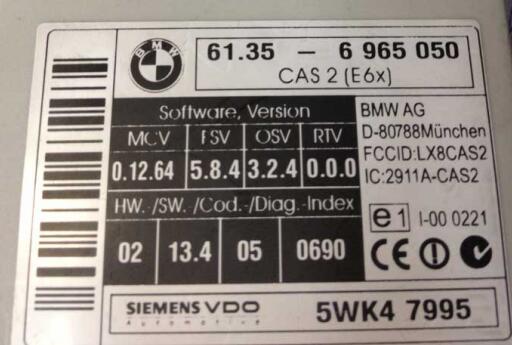 BMW
61.35 - 6 965 050
CAS 2 (E6x)
Software, Version
MCV FSV OSV RTV
0.12.64 5.8.4 3.2.4 0.0.0
HW.-/SW.-/Cod.-/Diag.-Index
02 13.4 05 0690
BMW AG
D-80788München
FCCID:LX8CAS2
IC:2911A-CAS2
e1 I-00 0221
CE
SIEMENS VDO
Automotive
5WK4 7995